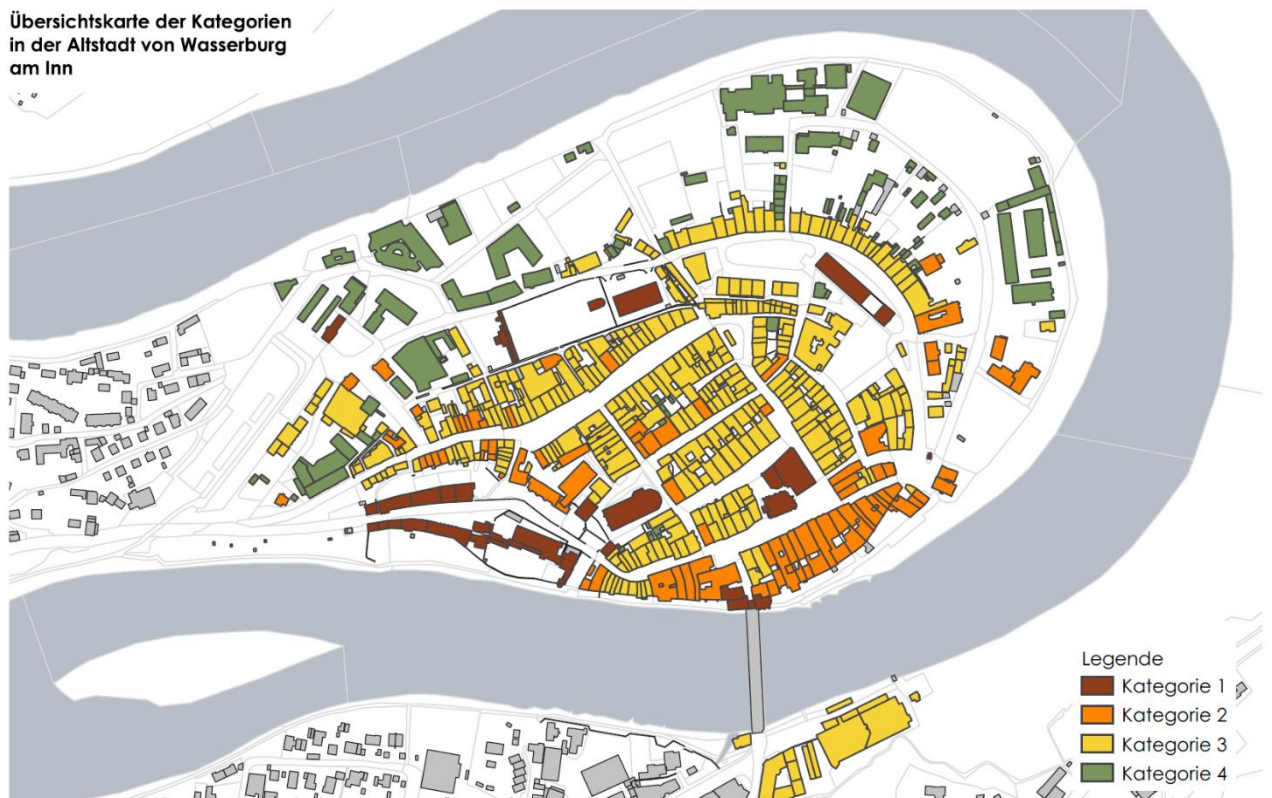 Übersichtskarte der Kategorien
in der Altstadt von Wasserburg
am Inn
Legende
Kategorie 1
Kategorie 2
Kategorie 3
Kategorie 4